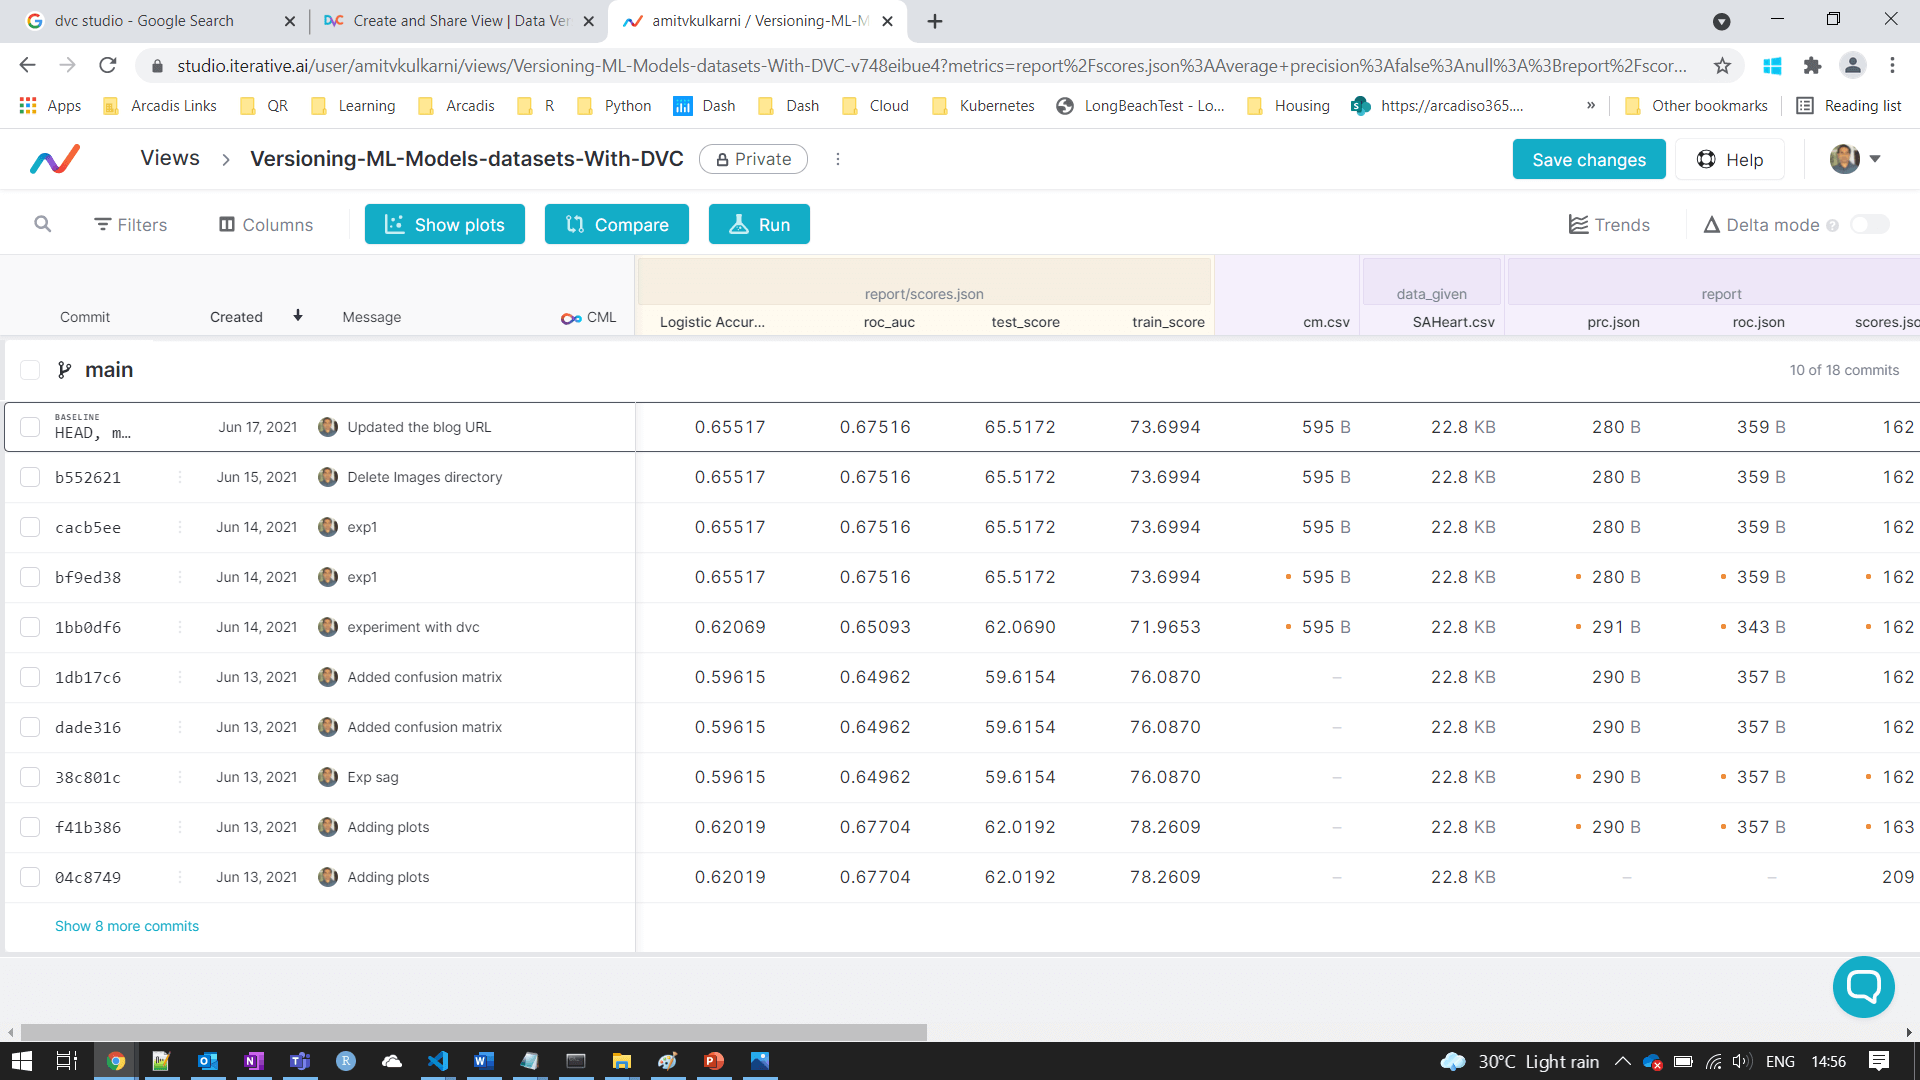 dvc studio - Google Search
Create and Share View | Data Ver
amitvkulkarni / Versioning-ML-M
studio.iterative.ai/user/amitvkulkarni/views/Versioning-ML-Models-datasets-With-DVC-v748eibue4?metrics=report%2Fscores.json%3AAverage+precision%3Afalse%3Anull%3A%3Breport%2Fscor...
Apps Arcadis Links QR Learning Arcadis R Python Dash Dash Cloud Kubernetes LongBeachTest - Lo... Housing https://arcadiso365.... » Other bookmarks Reading list
Views > Versioning-ML-Models-datasets-With-DVC Private Save changes Help
Filters Columns Show plots Compare Run Trends Delta mode ?
report/scores.json data_given report
Commit Created Message CML Logistic Accur... roc_auc test_score train_score cm.csv SAHeart.csv prc.json roc.json scores.jso
main 10 of 18 commits
BASELINE
HEAD, m… Jun 17, 2021 Updated the blog URL 0.65517 0.67516 65.5172 73.6994 595 B 22.8 KB 280 B 359 B 162
b552621 Jun 15, 2021 Delete Images directory 0.65517 0.67516 65.5172 73.6994 595 B 22.8 KB 280 B 359 B 162
cacb5ee Jun 14, 2021 exp1 0.65517 0.67516 65.5172 73.6994 595 B 22.8 KB 280 B 359 B 162
bf9ed38 Jun 14, 2021 exp1 0.65517 0.67516 65.5172 73.6994 595 B 22.8 KB 280 B 359 B 162
1bb0df6 Jun 14, 2021 experiment with dvc 0.62069 0.65093 62.0690 71.9653 595 B 22.8 KB 291 B 343 B 162
1db17c6 Jun 13, 2021 Added confusion matrix 0.59615 0.64962 59.6154 76.0870 – 22.8 KB 290 B 357 B 162
dade316 Jun 13, 2021 Added confusion matrix 0.59615 0.64962 59.6154 76.0870 – 22.8 KB 290 B 357 B 162
38c801c Jun 13, 2021 Exp sag 0.59615 0.64962 59.6154 76.0870 – 22.8 KB 290 B 357 B 162
f41b386 Jun 13, 2021 Adding plots 0.62019 0.67704 62.0192 78.2609 – 22.8 KB 290 B 357 B 163
04c8749 Jun 13, 2021 Adding plots 0.62019 0.67704 62.0192 78.2609 – 22.8 KB – – 209
Show 8 more commits
30°C Light rain ENG 14:56